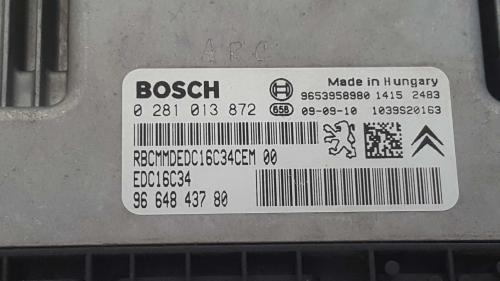 ARC
BOSCH
Made in Hungary
9653958980 1415 2483
0 281 013 872
658
09-09-10
1039S20163
RBCMMDEDC16C34CEM 00
EDC16C34
96 648 437 80